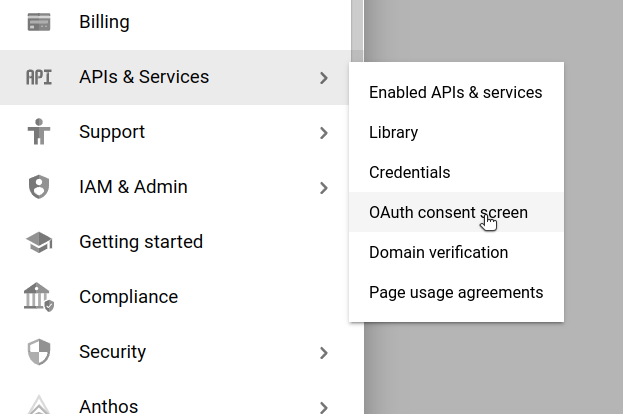 Billing
API
APIs & Services
Support
IAM & Admin
Getting started
Compliance
Security
Anthos
Enabled APIs & services
Library
Credentials
OAuth consent screen
Domain verification
Page usage agreements